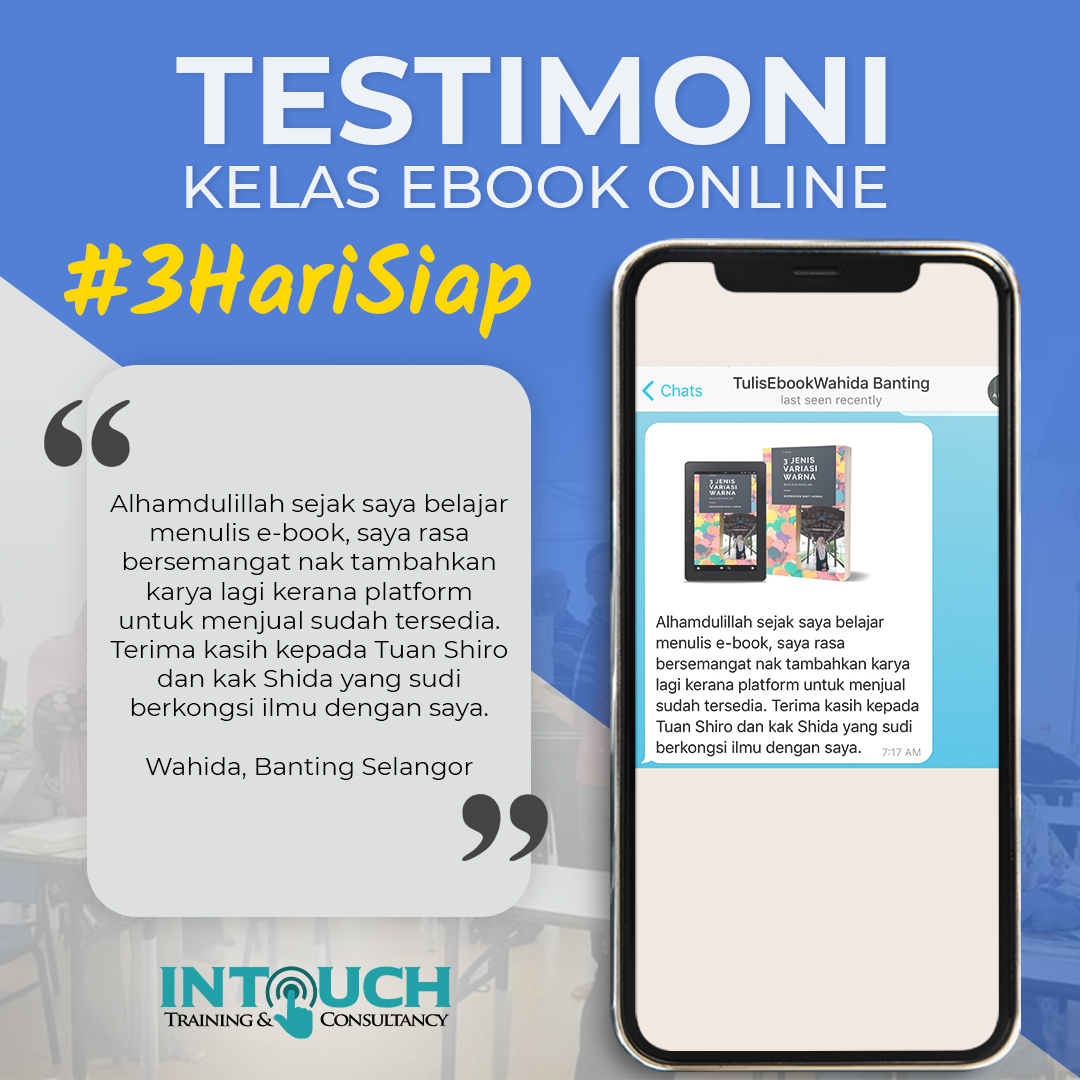 TESTIMONI
KELAS EBOOK ONLINE
#3HariSiap
Alhamdulillah sejak saya belajar
menulis e-book, saya rasa
bersemangat nak tambahkan
karya lagi kerana platform
untuk menjual sudah tersedia.
Terima kasih kepada Tuan Shiro
dan kak Shida yang sudi
berkongsi ilmu dengan saya.
Wahida, Banting Selangor
INTOUCH
TRAINING & CONSULTANCY
Chats
TulisEbookWahida Banting
last seen recently
3 JENIS
VARIASI
WARNA
3 JENIS
VARIASI
WARNA
Alhamdulillah sejak saya belajar
menulis e-book, saya rasa
bersemangat nak tambahkan karya
lagi kerana platform untuk menjual
sudah tersedia. Terima kasih kepada
Tuan Shiro dan kak Shida yang sudi
berkongsi ilmu dengan saya.
7:17 AM